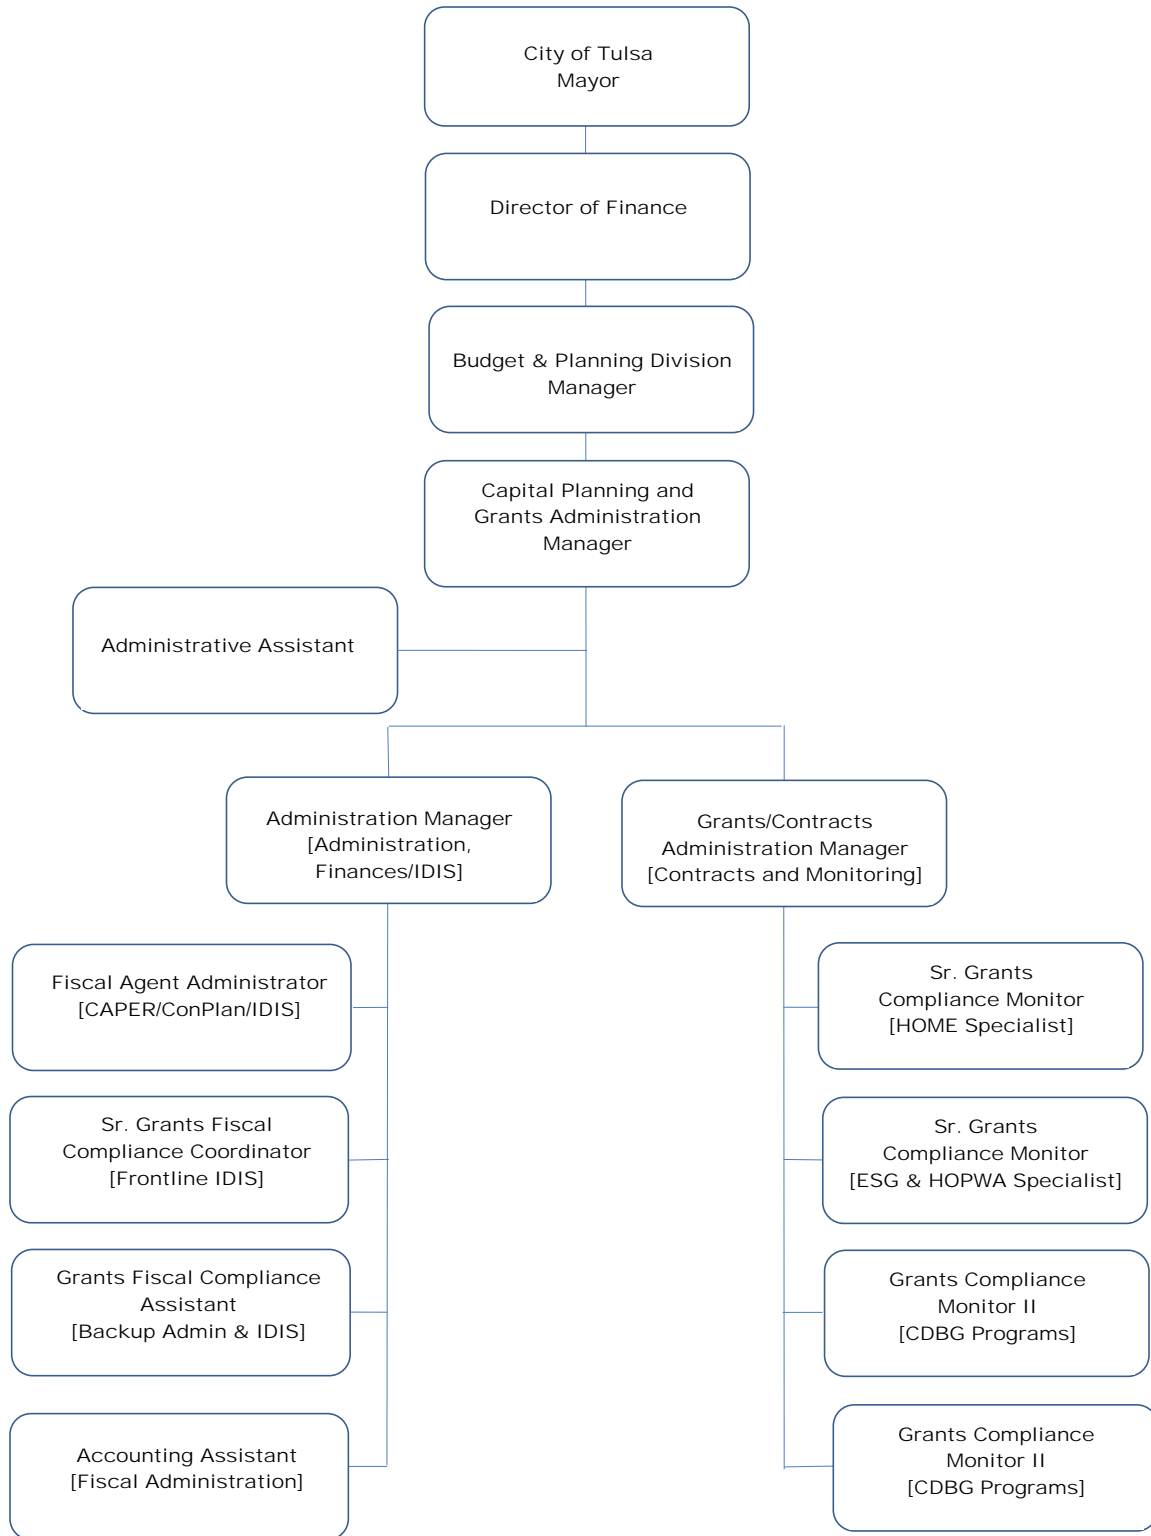 City of Tulsa
Mayor
Director of Finance
Budget & Planning Division
Manager
Capital Planning and
Grants Administration
Manager
Administrative Assistant
Administration Manager
[Administration,
Finances/IDIS]
Grants/Contracts
Administration Manager
[Contracts and Monitoring]
Fiscal Agent Administrator
[CAPER/ConPlan/IDIS]
Sr. Grants
Compliance Monitor
[HOME Specialist]
Sr. Grants Fiscal
Compliance Coordinator
[Frontline IDIS]
Sr. Grants
Compliance Monitor
[ESG & HOPWA Specialist]
Grants Fiscal Compliance
Assistant
[Backup Admin & IDIS]
Grants Compliance
Monitor II
[CDBG Programs]
Accounting Assistant
[Fiscal Administration]
Grants Compliance
Monitor II
[CDBG Programs]